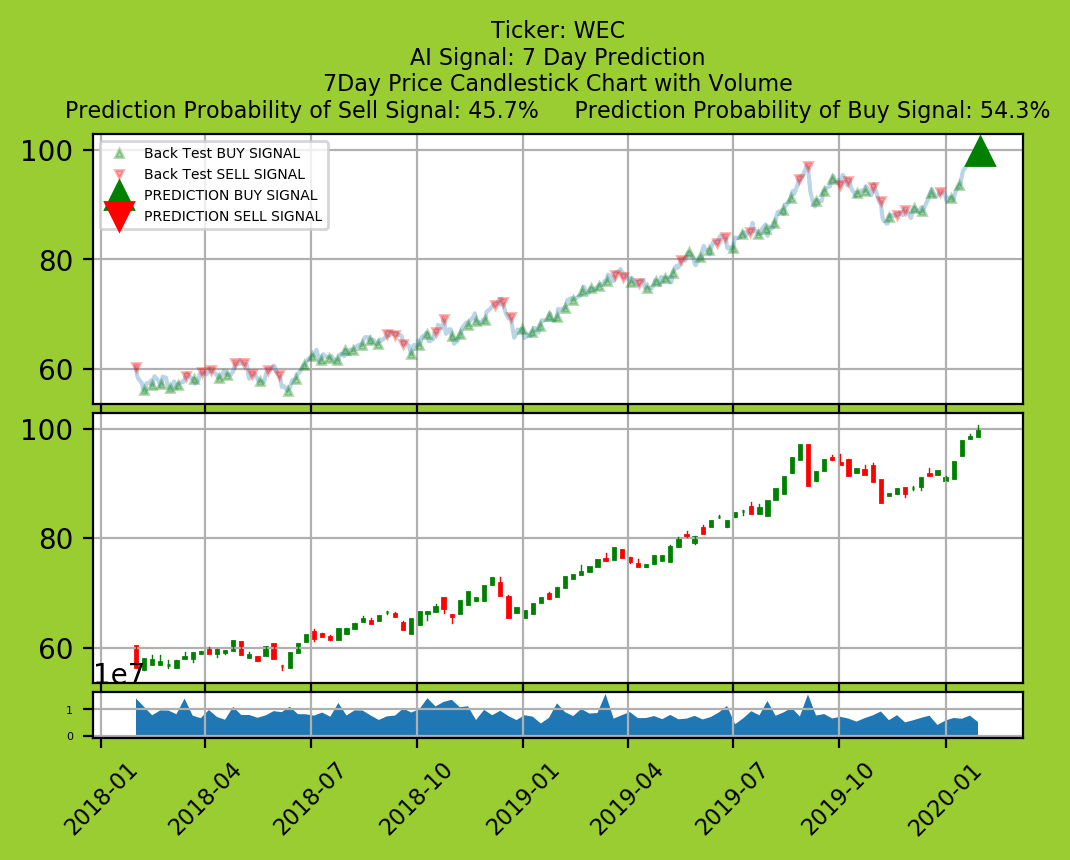 Ticker: WEC
AI Signal: 7 Day Prediction
7Day Price Candlestick Chart with Volume
Prediction Probability of Sell Signal: 45.7%     Prediction Probability of Buy Signal: 54.3%
Back Test BUY SIGNAL
Back Test SELL SIGNAL
PREDICTION BUY SIGNAL
PREDICTION SELL SIGNAL
100
80
60
100
80
60
1e7
1
0
2018-01 2018-04 2018-07 2018-10 2019-01 2019-04 2019-07 2019-10 2020-01